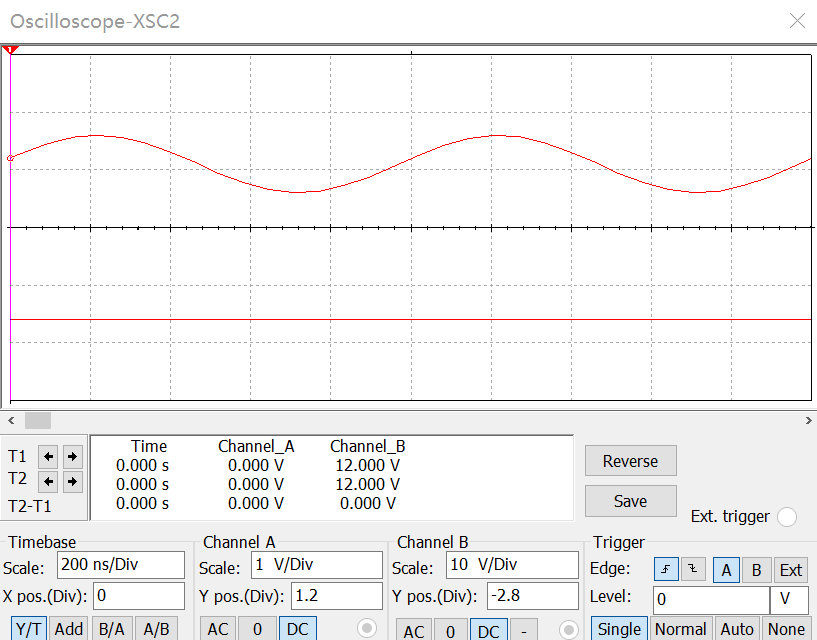 Oscilloscope-XSC2
1
T1
T2
T2-T1
Time Channel_A Channel_B
0.000 s 0.000 V 12.000 V
0.000 s 0.000 V 12.000 V
0.000 s 0.000 V 0.000 V
Reverse
Save
Ext. trigger
Timebase
Scale: 200 ns/Div
X pos.(Div): 0
Y/T Add B/A A/B
Channel A
Scale: 1 V/Div
Y pos.(Div): 1.2
AC 0 DC
Channel B
Scale: 10 V/Div
Y pos.(Div): -2.8
AC 0 DC -
Trigger
Edge: A B Ext
Level: 0 V
Single Normal Auto None